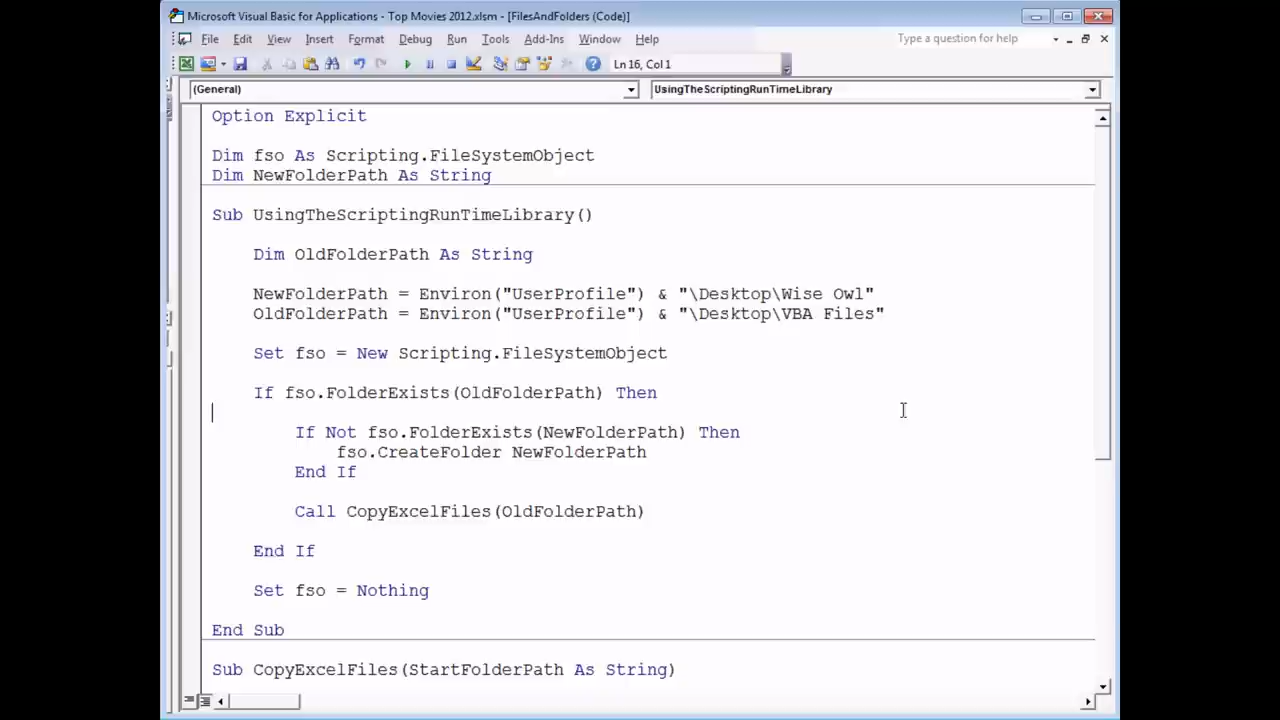 Microsoft Visual Basic for Applications - Top Movies 2012.xlsm - [FilesAndFolders (Code)]
File Edit View Insert Format Debug Run Tools Add-Ins Window Help Type a question for help
Ln 16, Col 1
(General) UsingTheScriptingRunTimeLibrary
Option Explicit
Dim fso As Scripting.FileSystemObject
Dim NewFolderPath As String
Sub UsingTheScriptingRunTimeLibrary()
Dim OldFolderPath As String
NewFolderPath = Environ("UserProfile") & "\Desktop\Wise Owl"
OldFolderPath = Environ("UserProfile") & "\Desktop\VBA Files"
Set fso = New Scripting.FileSystemObject
If fso.FolderExists(OldFolderPath) Then
If Not fso.FolderExists(NewFolderPath) Then
fso.CreateFolder NewFolderPath
End If
Call CopyExcelFiles(OldFolderPath)
End If
Set fso = Nothing
End Sub
Sub CopyExcelFiles(StartFolderPath As String)